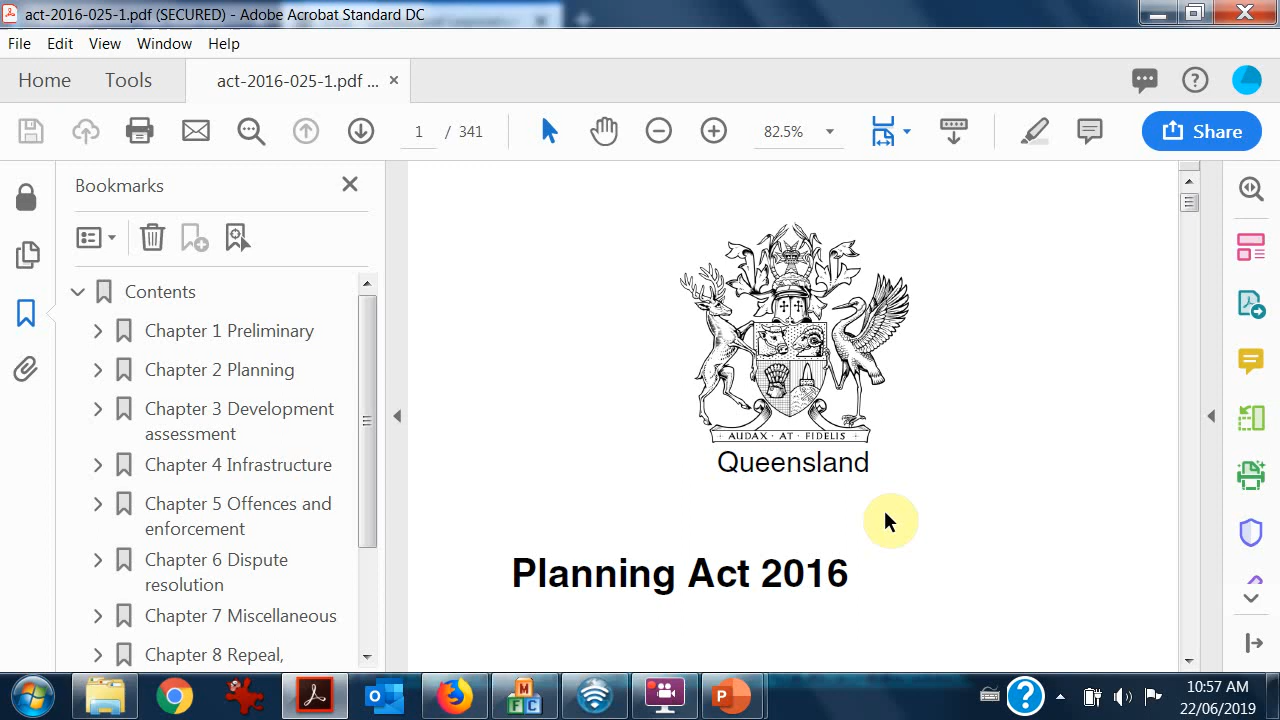 act-2016-025-1.pdf (SECURED) - Adobe Acrobat Standard DC
File Edit View Window Help
Home Tools act-2016-025-1.pdf ... ×
1 / 341 82.5% Share
Bookmarks
Contents
Chapter 1 Preliminary
Chapter 2 Planning
Chapter 3 Development
assessment
Chapter 4 Infrastructure
Chapter 5 Offences and
enforcement
Chapter 6 Dispute
resolution
Chapter 7 Miscellaneous
Chapter 8 Repeal,
AUDAX · AT · FIDELIS
Queensland
Planning Act 2016
M
F C
P
10:57 AM
22/06/2019